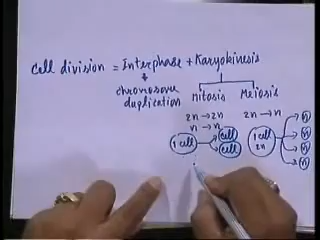 Cell division = Interphase + Karyokinesis
chromosome duplication
Mitosis Meiosis
2n → 2n 2n → n
n → n
1 cell cell cell
1 cell 2n n n n n